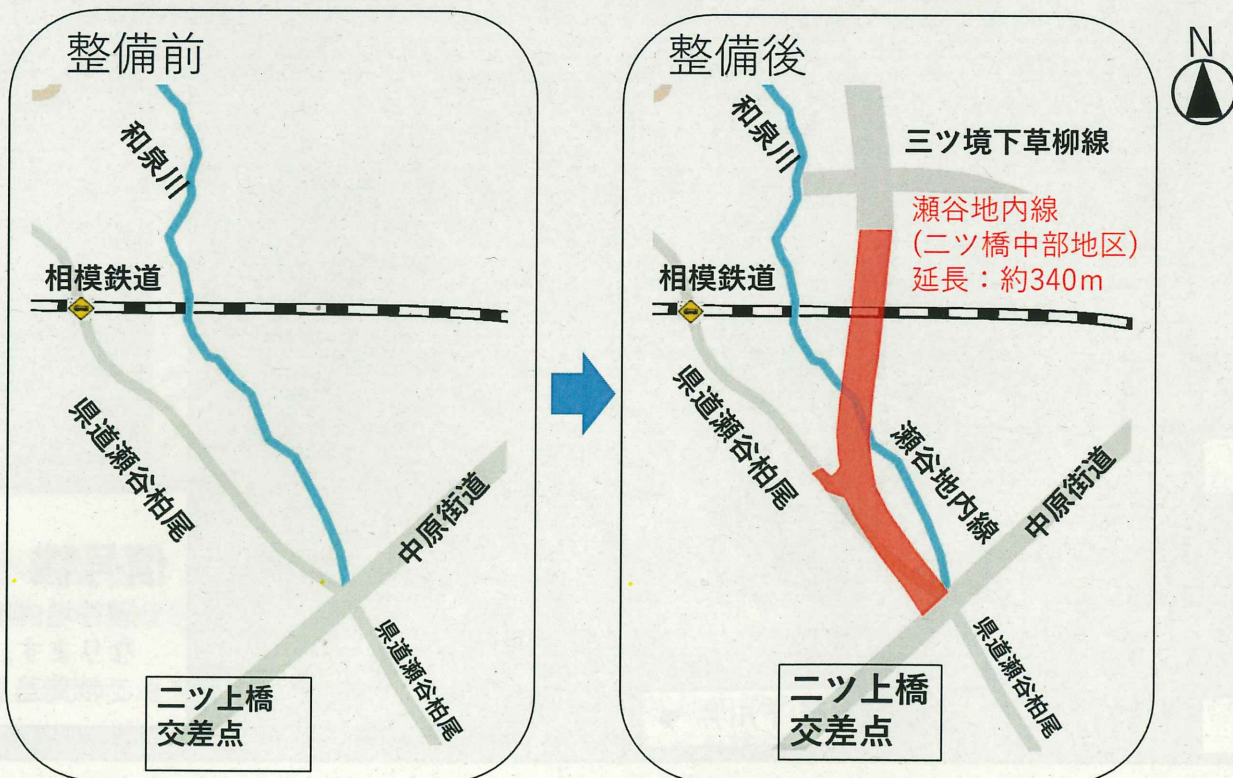 整備前
和泉川
相模鉄道
県道瀬谷柏尾
中原街道
県道瀬谷柏尾
二ツ上橋
交差点
整備後
和泉川
三ツ境下草柳線
瀬谷地内線
(二ツ橋中部地区)
延長：約340m
相模鉄道
県道瀬谷柏尾
瀬谷地内線
中原街道
県道瀬谷柏尾
二ツ上橋
交差点
N